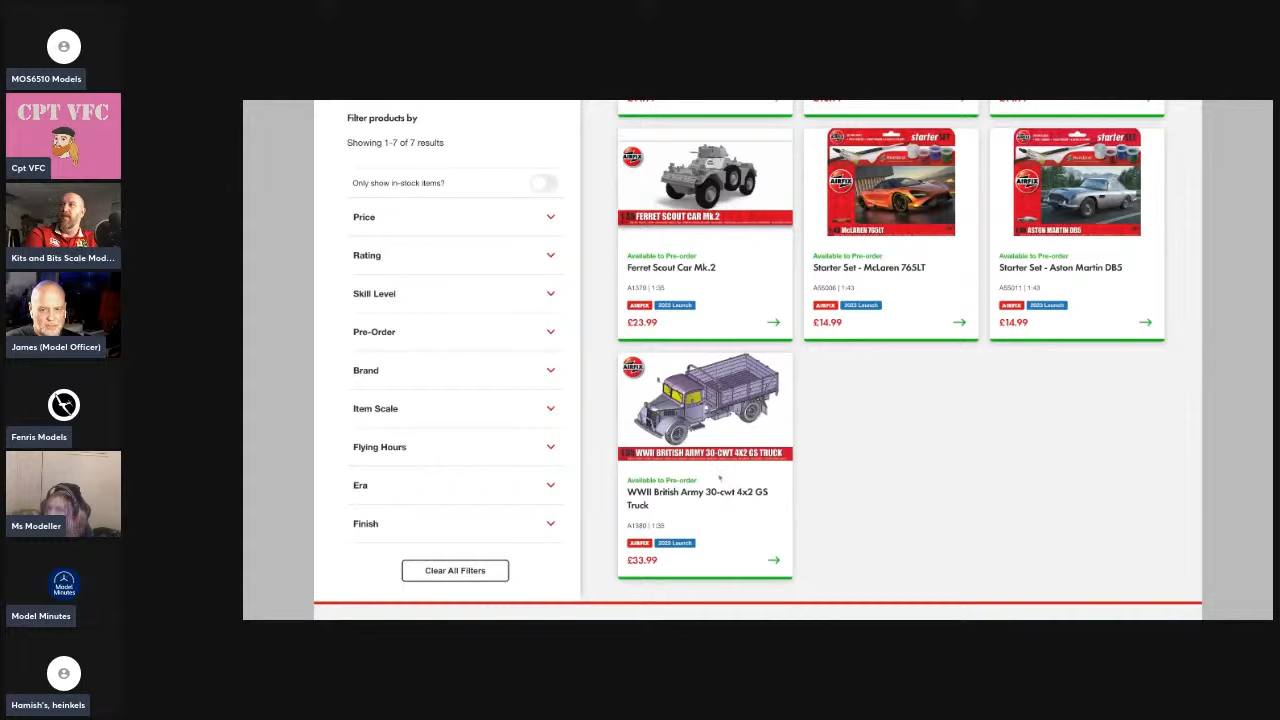 MOS6510 Models
CPT VFC
Cpt VFC
Kits and Bits Scale Mod...
James (Model Officer)
Fenris Models
Ms Modeller
Model
Minutes
Model Minutes
Hamish's, heinkels
Filter products by
Showing 1-7 of 7 results
Only show in-stock items?
Price
Rating
Skill Level
Pre-Order
Brand
Item Scale
Flying Hours
Era
Finish
Clear All Filters
AIRFIX
FERRET SCOUT CAR Mk.2
Available to Pre-order
Ferret Scout Car Mk.2
A1379 | 1:35
AIRFIX 2023 Launch
£23.99
starter SET
AIRFIX
McLAREN 765LT
Available to Pre-order
Starter Set - McLaren 765LT
A55006 | 1:43
AIRFIX 2023 Launch
£14.99
starter SET
AIRFIX
ASTON MARTIN DB5
Available to Pre-order
Starter Set - Aston Martin DB5
A55011 | 1:43
AIRFIX 2023 Launch
£14.99
AIRFIX
WWII BRITISH ARMY 30-CWT 4X2 GS TRUCK
Available to Pre-order
WWII British Army 30-cwt 4x2 GS
Truck
A1380 | 1:35
AIRFIX 2023 Launch
£33.99